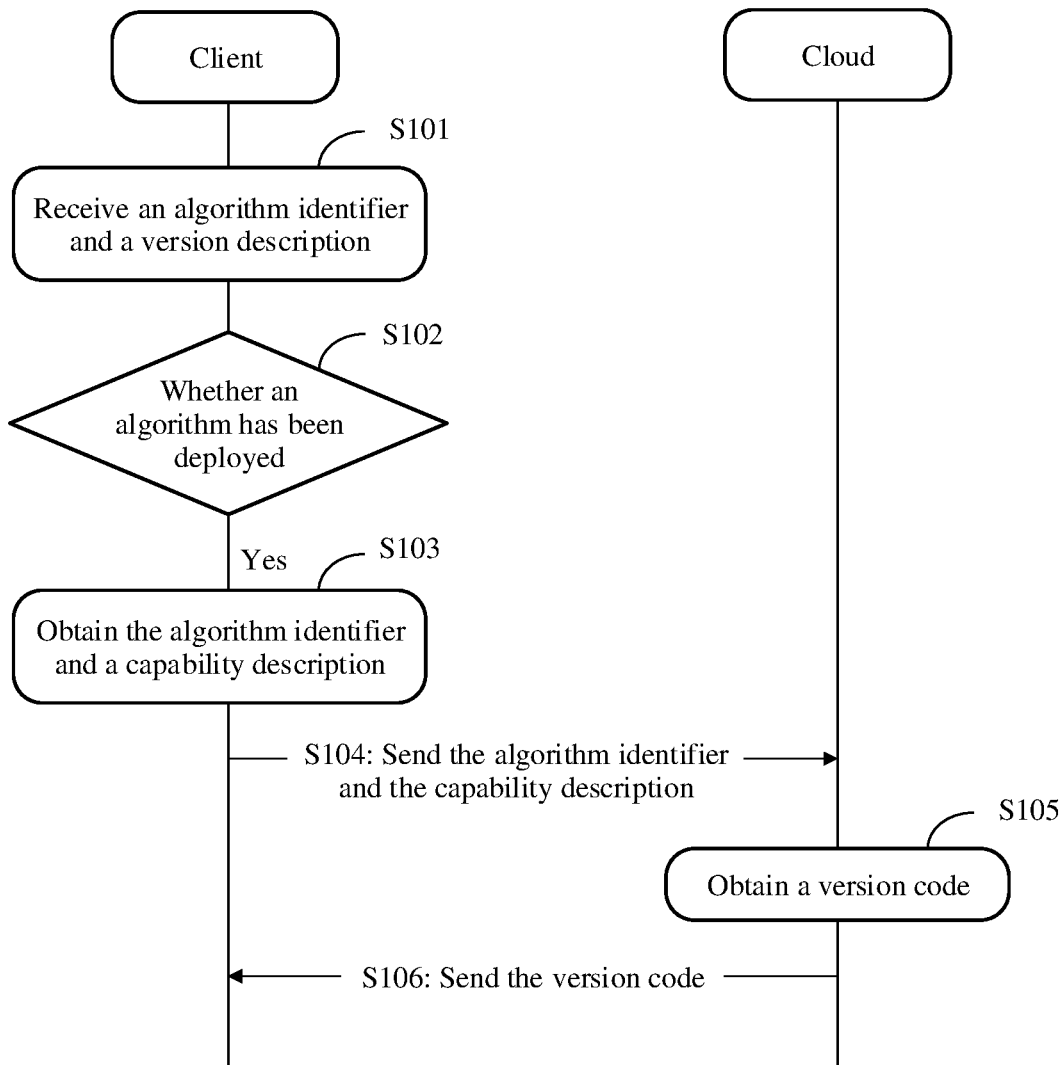 Client
Cloud
S101
Receive an algorithm identifier
and a version description
S102
Whether an
algorithm has been
deployed
Yes
S103
Obtain the algorithm identifier
and a capability description
S104: Send the algorithm identifier
and the capability description
S105
Obtain a version code
S106: Send the version code